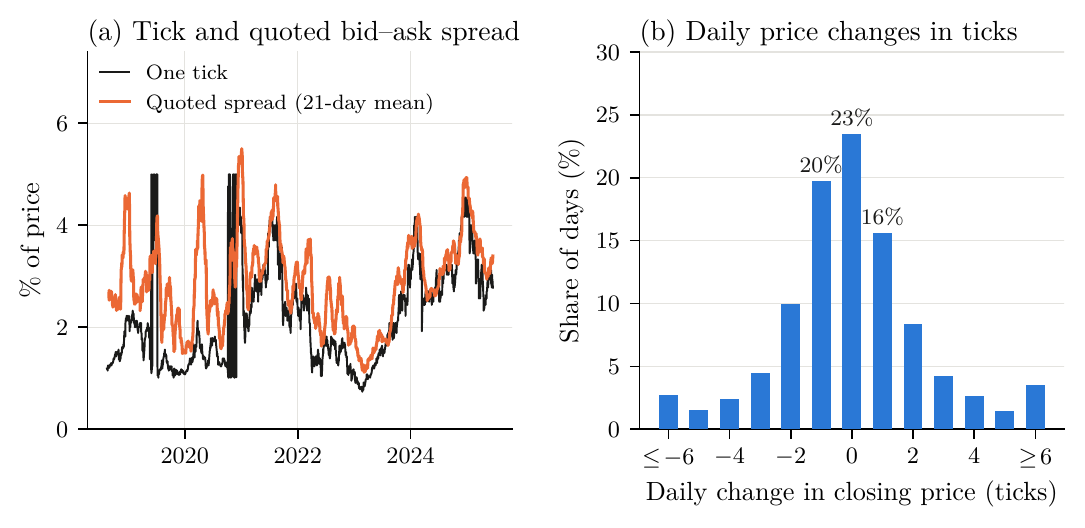 (a) Tick and quoted bid–ask spread
One tick
Quoted spread (21-day mean)
% of price
6
4
2
0
2020 2022 2024
(b) Daily price changes in ticks
Share of days (%)
30
25
20
15
10
5
0
23%
20%
16%
≤−6 −4 −2 0 2 4 ≥6
Daily change in closing price (ticks)